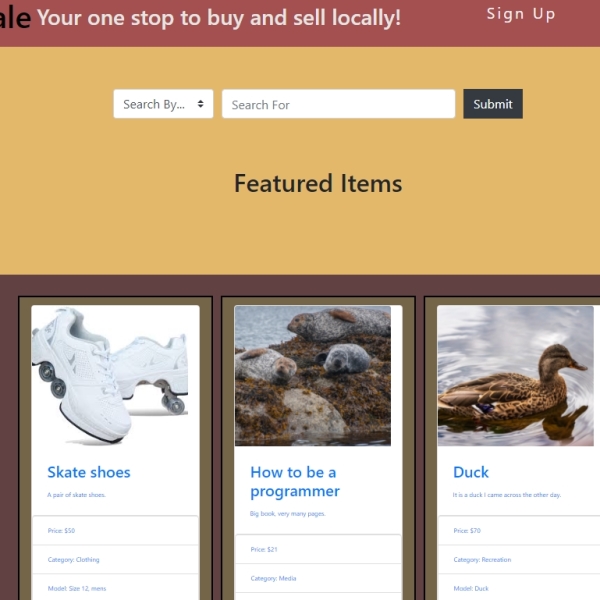 ale Your one stop to buy and sell locally!
Sign Up
Search By...
Search For
Submit
Featured Items
Skate shoes
A pair of skate shoes.
Price: $50
Category: Clothing
Model: Size 12, mens
How to be a
programmer
Big book, very many pages.
Price: $21
Category: Media
Duck
It is a duck I came across the other day.
Price: $70
Category: Recreation
Model: Duck